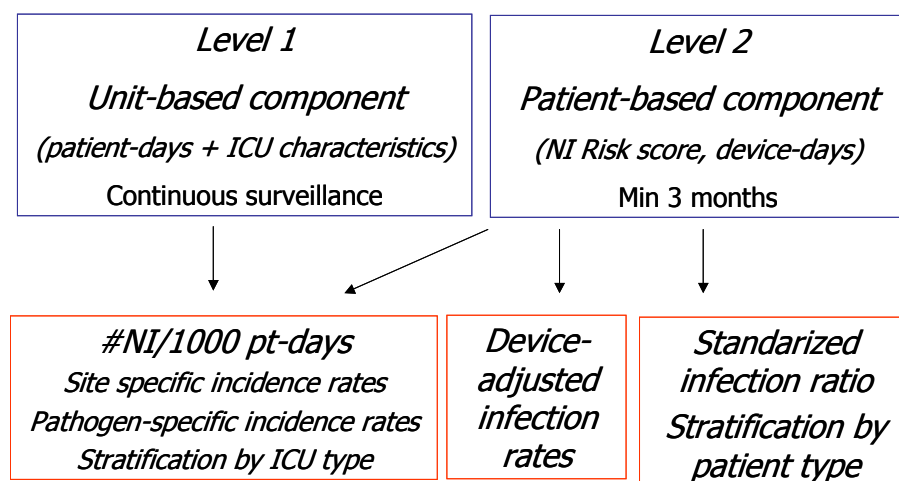 Level 1
Unit-based component
(patient-days + ICU characteristics)
Continuous surveillance
Level 2
Patient-based component
(NI Risk score, device-days)
Min 3 months
#NI/1000 pt-days
Site specific incidence rates
Pathogen-specific incidence rates
Stratification by ICU type
Device-
adjusted
infection
rates
Standarized
infection ratio
Stratification by
patient type